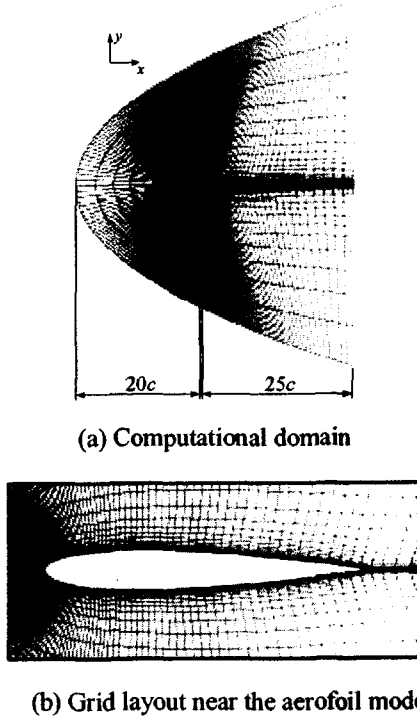 y
x
20c
25c
(a) Computational domain
(b) Grid layout near the aerofoil mode